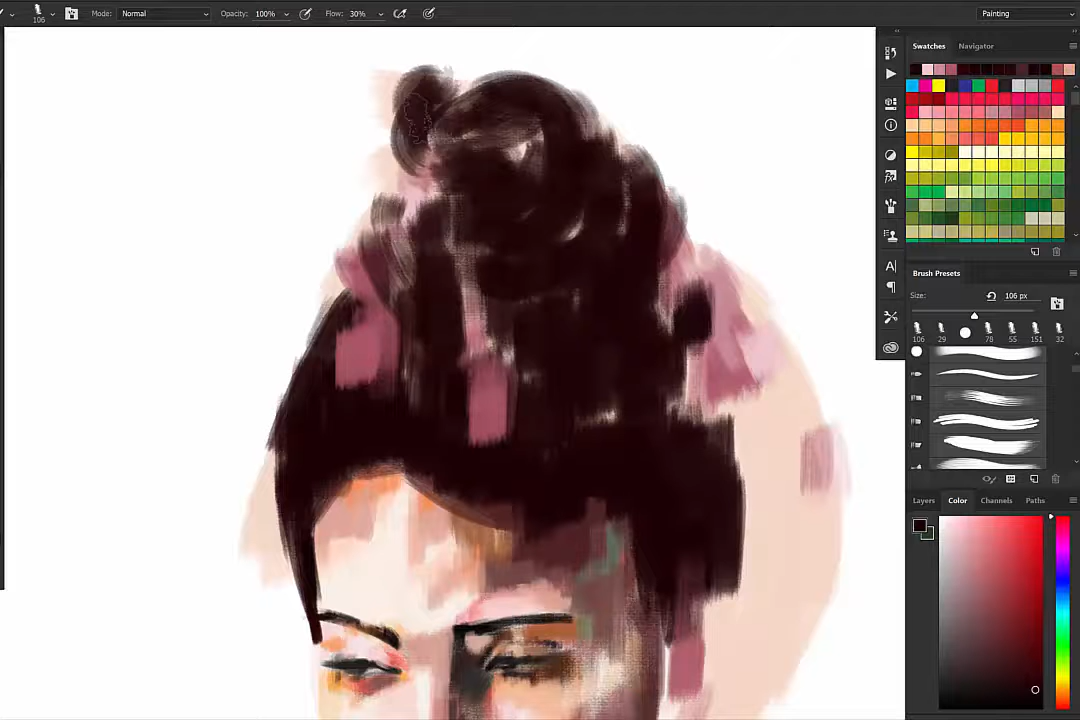 106 Mode: Normal Opacity: 100% Flow: 30% Painting
Swatches Navigator
A
Brush Presets
Size: 106 px
106 29 78 55 151 32
Layers Color Channels Paths